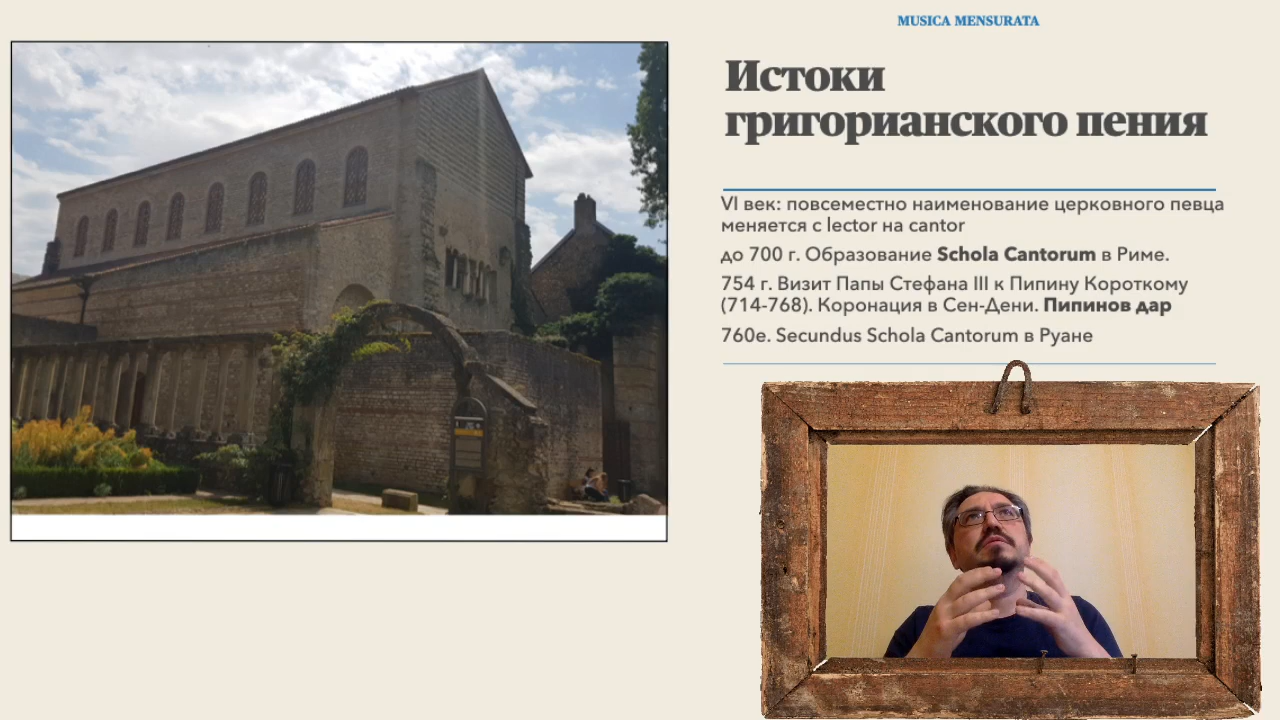 MUSICA MENSURATA
Истоки
григорианского пения
VI век: повсеместно наименование церковного певца
меняется с lector на cantor
до 700 г. Образование Schola Cantorum в Риме.
754 г. Визит Папы Стефана III к Пипину Короткому
(714-768). Коронация в Сен-Дени. Пипинов дар
760е. Secundus Schola Cantorum в Руане